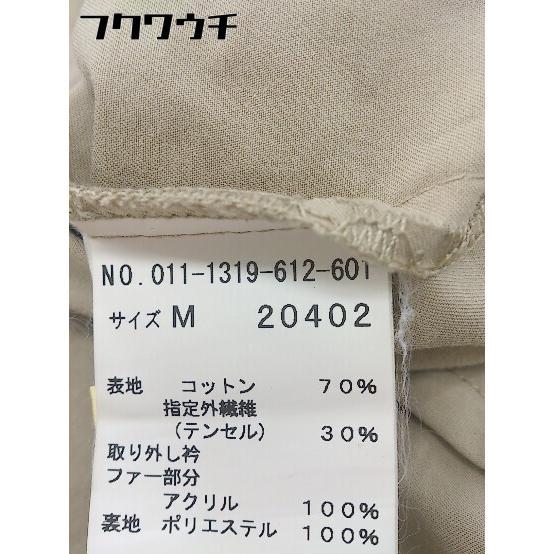 フクワウチ
NO.011-1319-612-601
サイズ M 20402
表地 コットン 70%
指定外繊維
(テンセル) 30%
取り外し衿
ファー部分
アクリル 100%
裏地 ポリエステル 100%